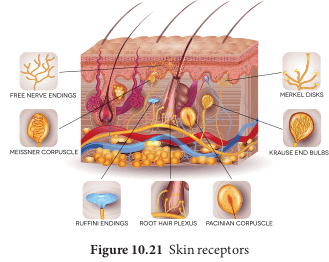 FREE NERVE ENDINGS
MERKEL DISKS
MEISSNER CORPUSCLE
KRAUSE END BULBS
RUFFINI ENDINGS
ROOT HAIR PLEXUS
PACINIAN CORPUSCLE
Figure 10.21 Skin receptors